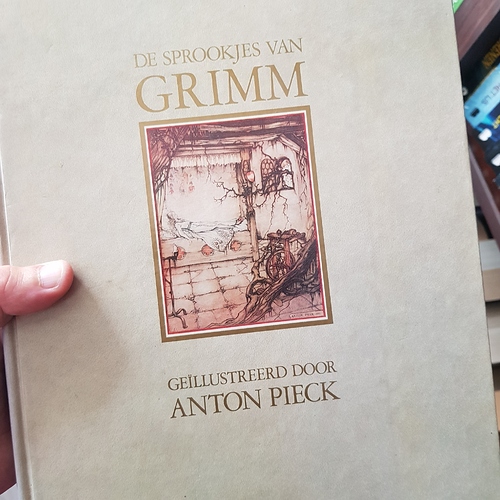 DE SPROOKJES VAN
GRIMM
GEÏLLUSTREERD DOOR
ANTON PIECK